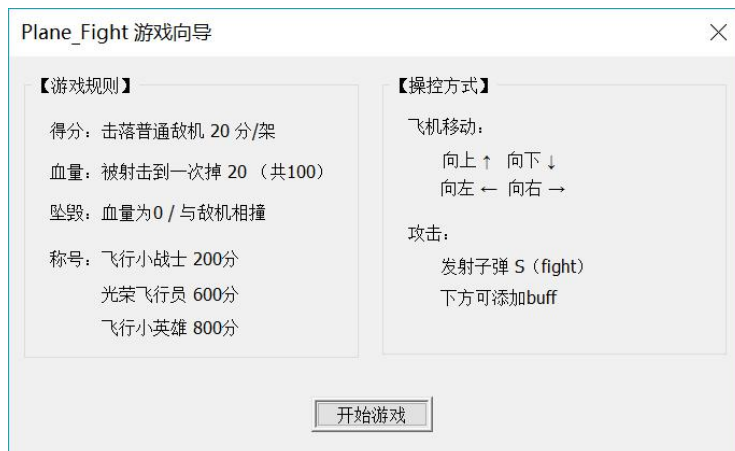 Plane_Fight 游戏向导
【游戏规则】
得分：击落普通敌机 20 分/架
血量：被射击到一次掉 20 （共100）
坠毁：血量为0 / 与敌机相撞
称号：飞行小战士 200分
光荣飞行员 600分
飞行小英雄 800分
【操控方式】
飞机移动：
向上 ↑ 向下 ↓
向左 ← 向右 →
攻击：
发射子弹 S（fight）
下方可添加buff
开始游戏